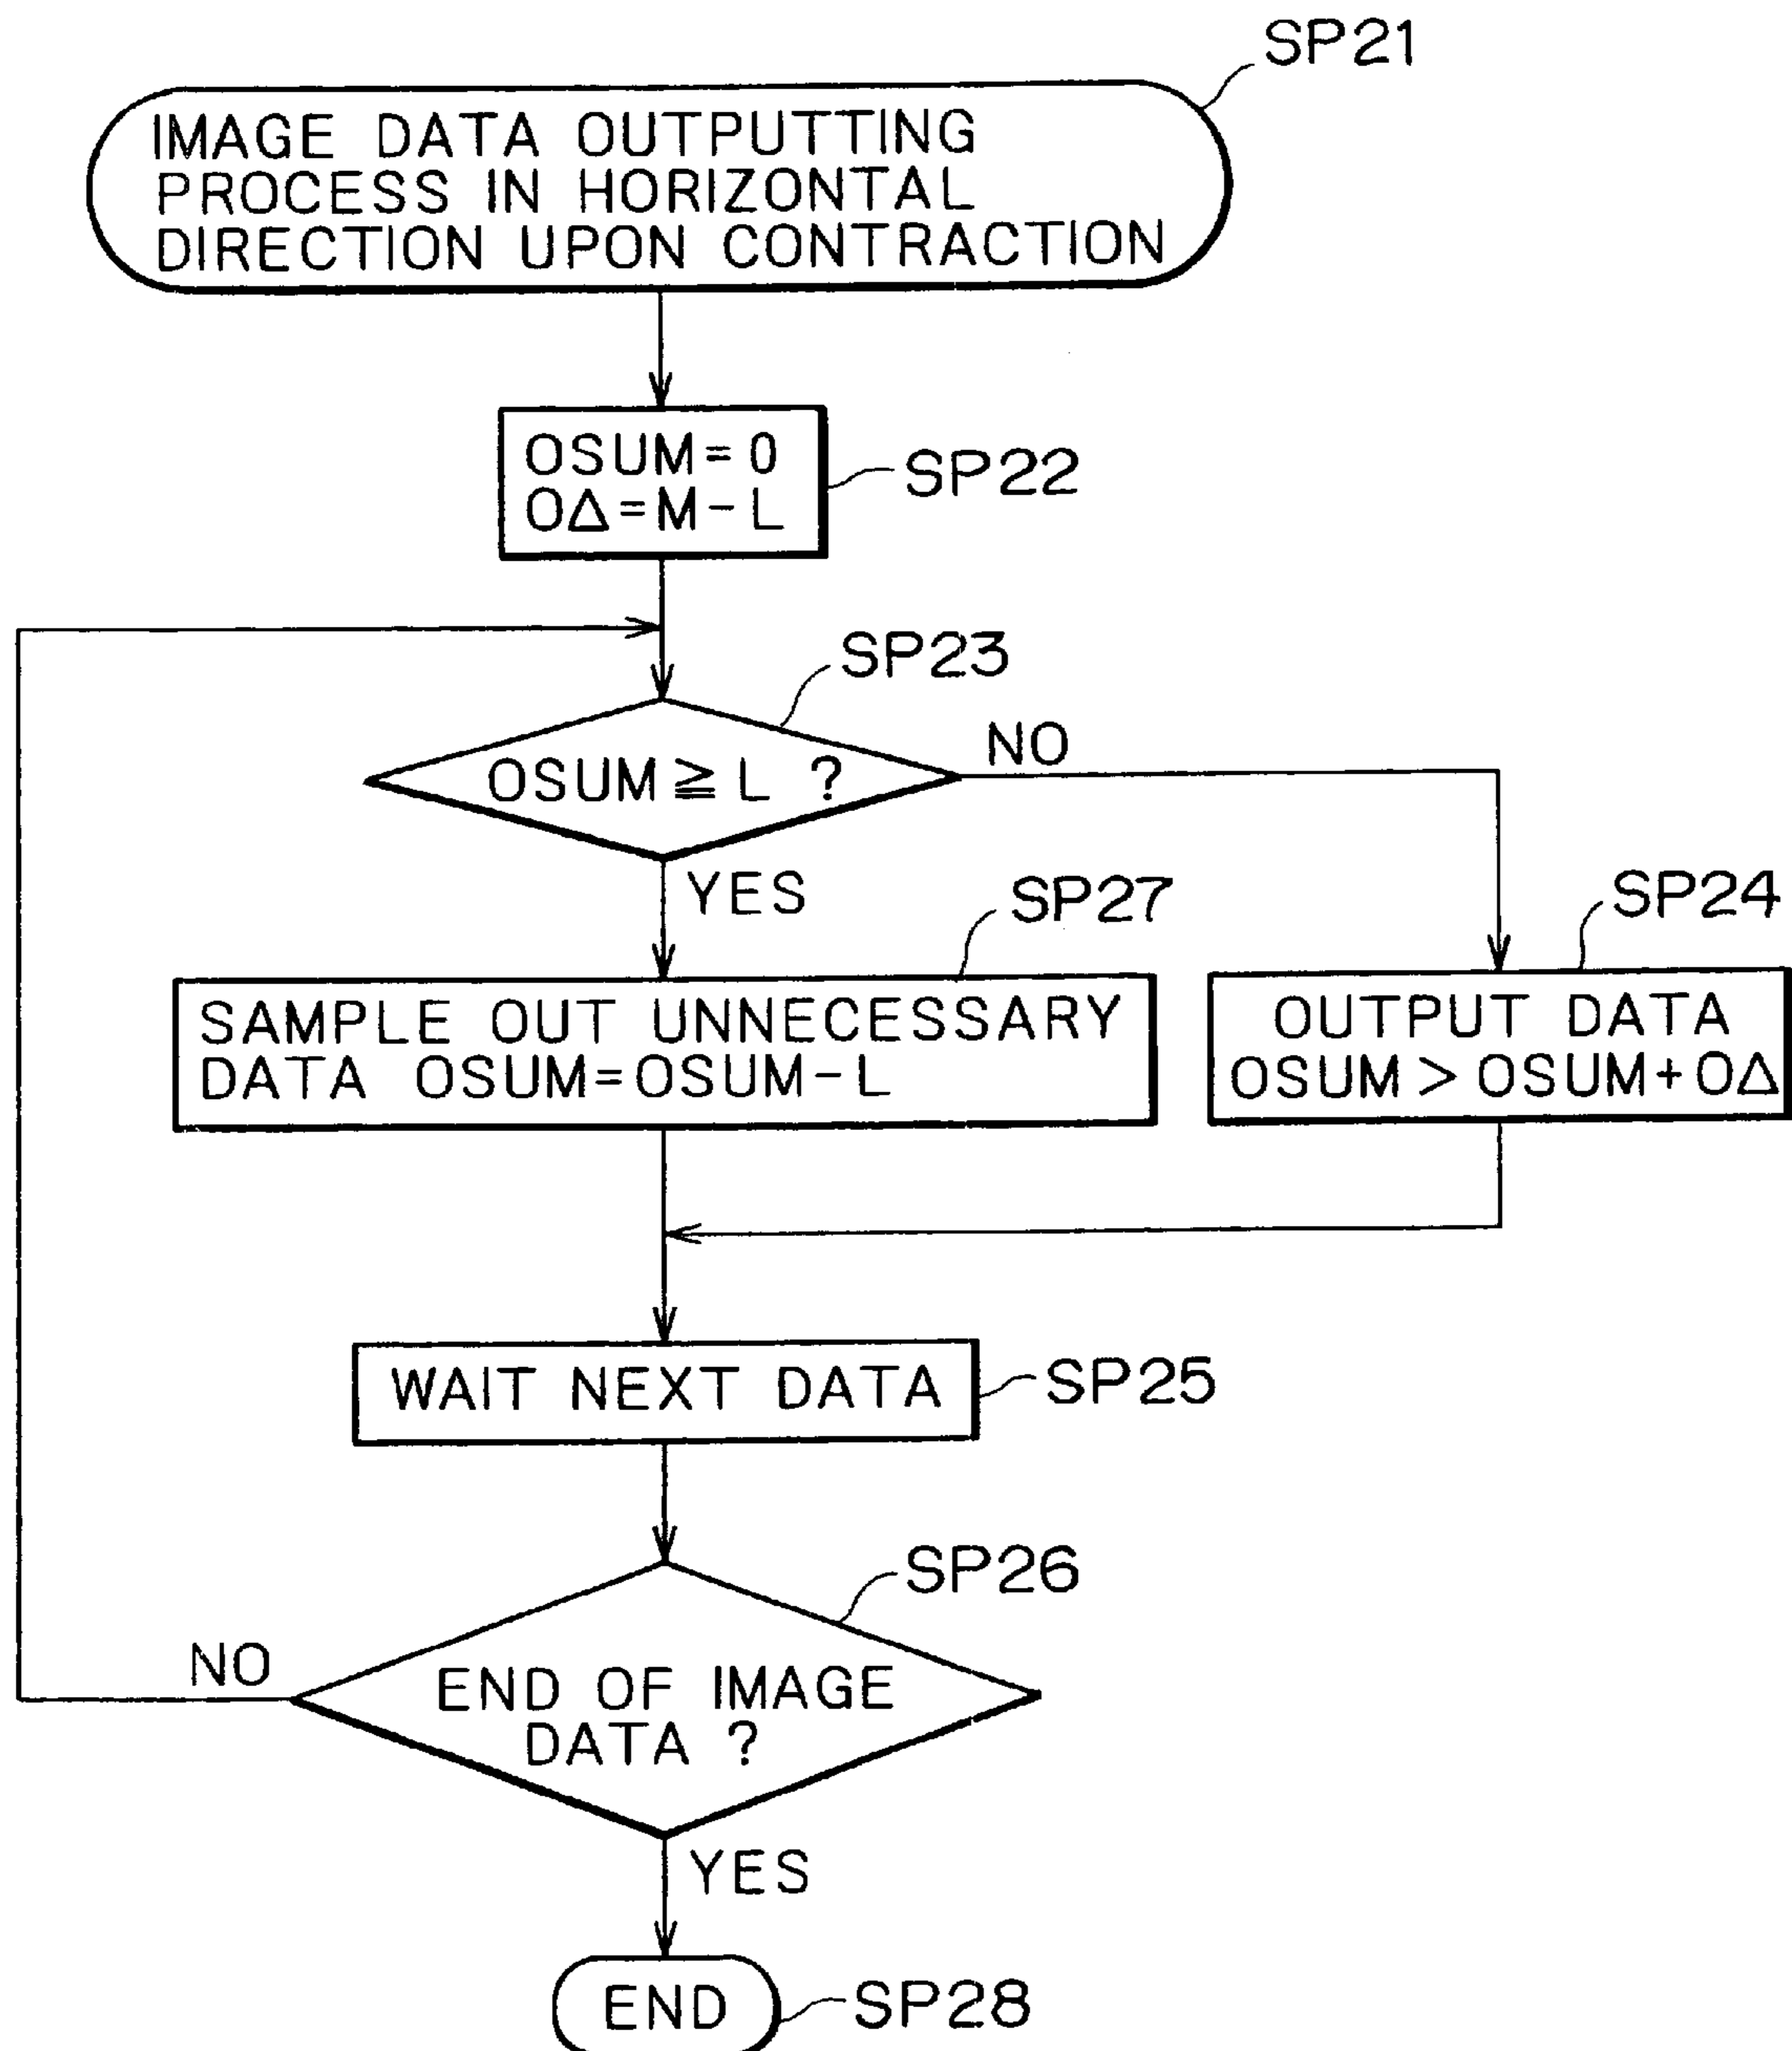 SP21
IMAGE DATA OUTPUTTING
PROCESS IN HORIZONTAL
DIRECTION UPON CONTRACTION
OSUM=0
OΔ=M-L
SP22
SP23
OSUM≧L ?
NO
YES
SP27
SP24
SAMPLE OUT UNNECESSARY
DATA OSUM=OSUM-L
OUTPUT DATA
OSUM>OSUM+OΔ
WAIT NEXT DATA
SP25
SP26
NO
END OF IMAGE
DATA ?
YES
END
SP28